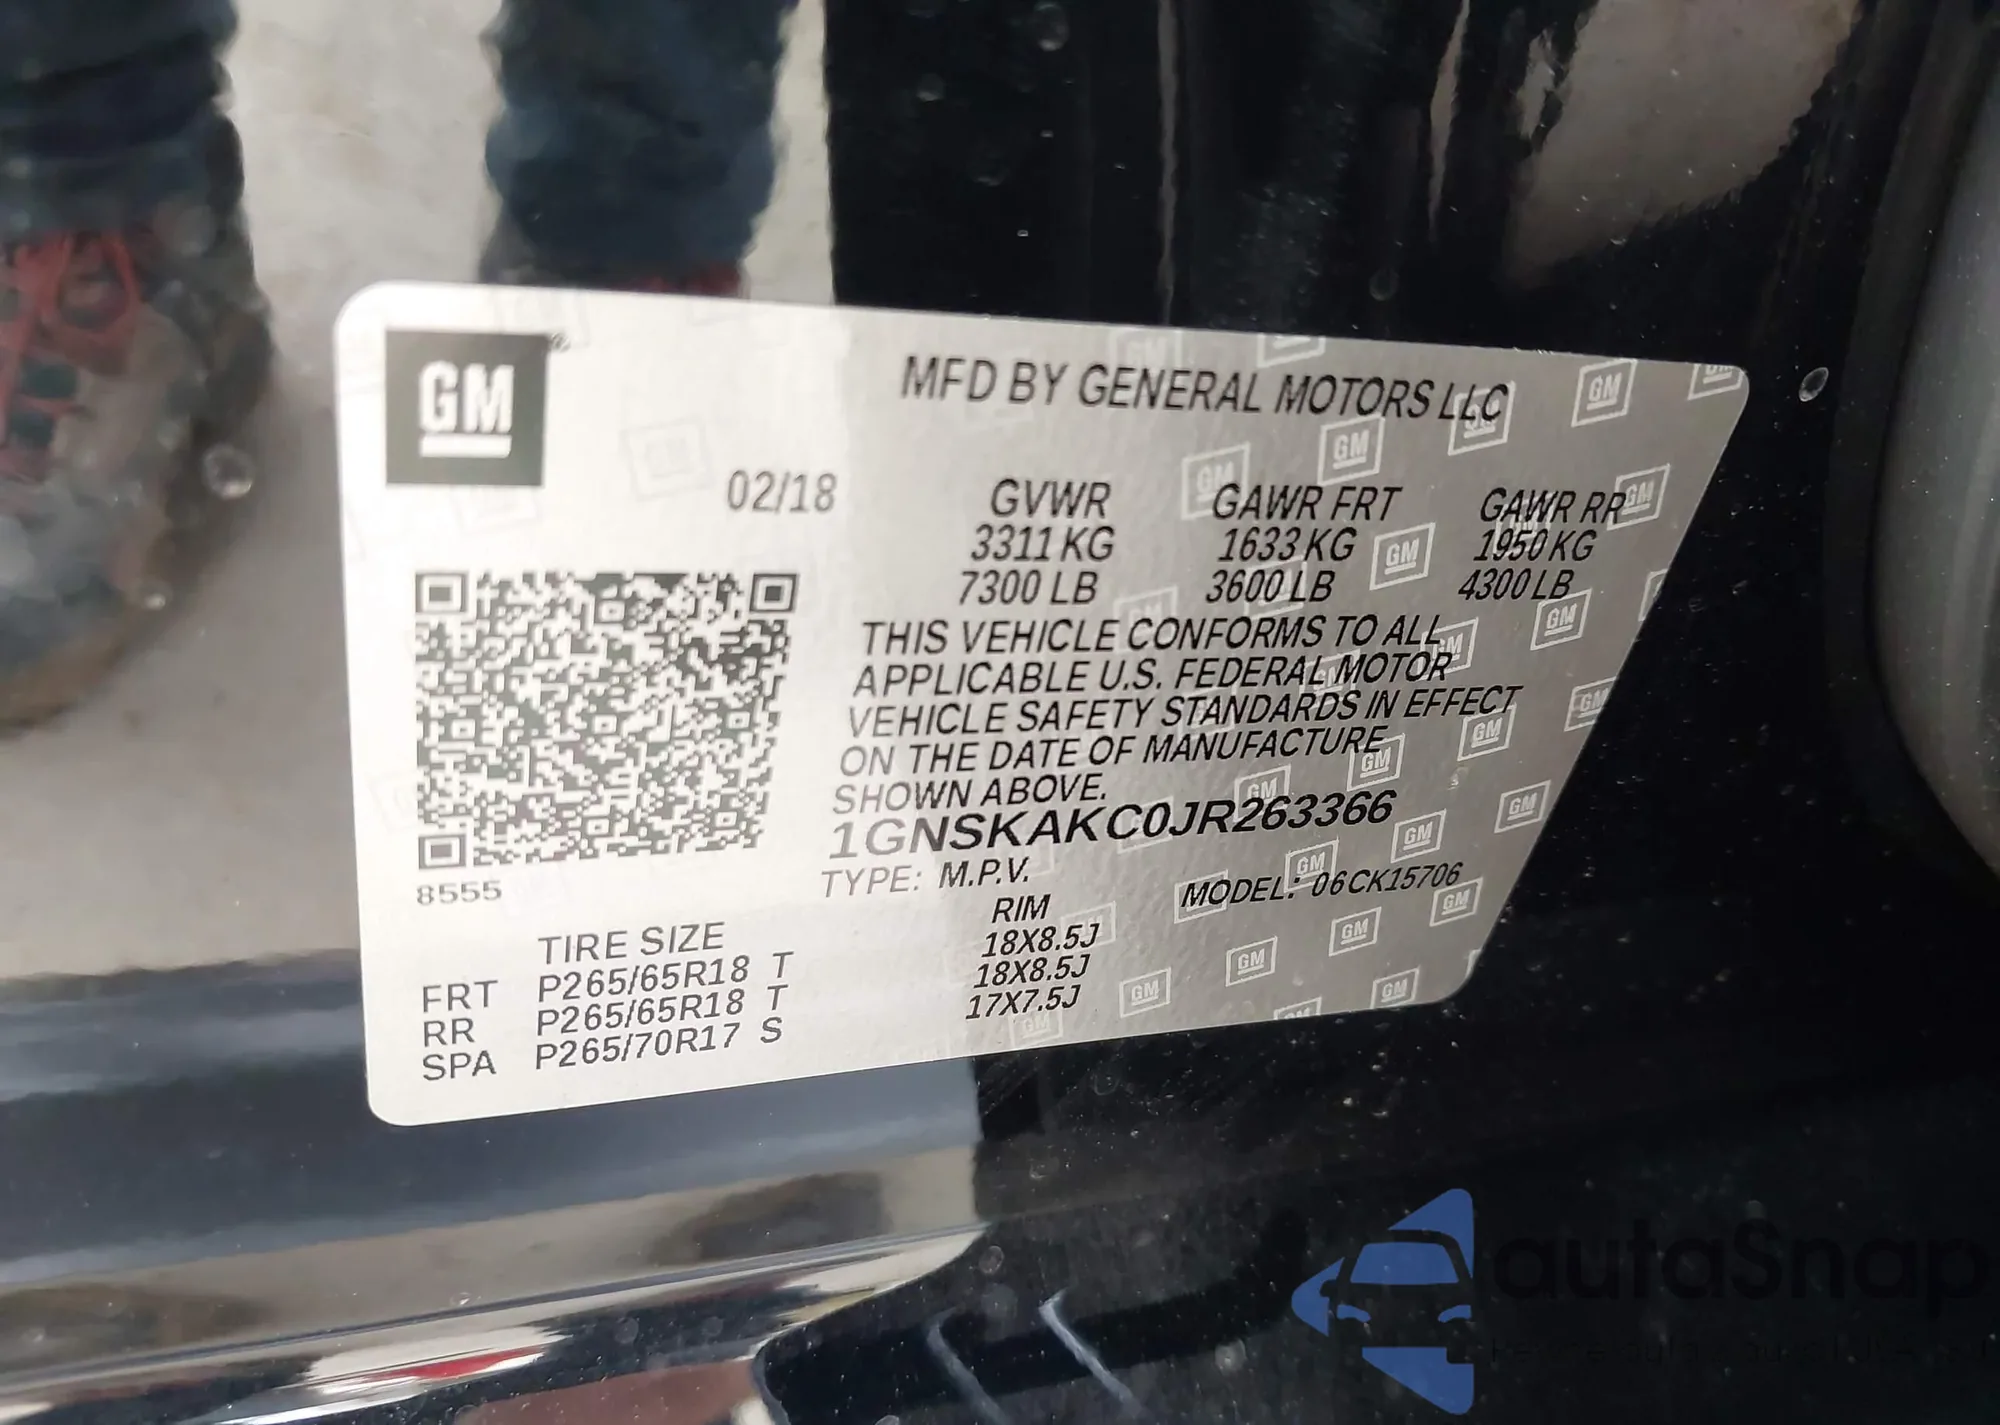 GM
MFD BY GENERAL MOTORS LLC
02/18
GVWR GAWR FRT GAWR RR
3311 KG 1633 KG 1950 KG
7300 LB 3600 LB 4300 LB
THIS VEHICLE CONFORMS TO ALL
APPLICABLE U.S. FEDERAL MOTOR
VEHICLE SAFETY STANDARDS IN EFFECT
ON THE DATE OF MANUFACTURE
SHOWN ABOVE.
1GNSKAKC0JR263366
8555
TYPE: M.P.V. MODEL: 06CK15706
TIRE SIZE RIM
FRT P265/65R18 T 18X8.5J
RR P265/65R18 T 18X8.5J
SPA P265/70R17 S 17X7.5J
autaSnap